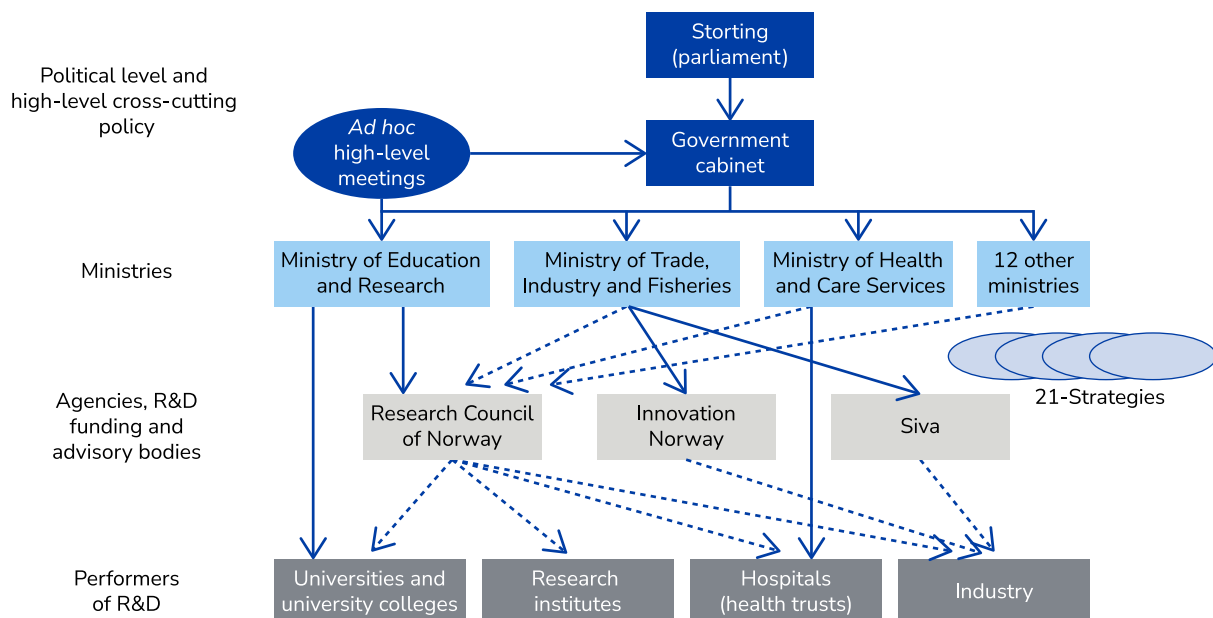 Storting
(parliament)
Political level and
high-level cross-cutting
policy
Ad hoc
high-level
meetings
Government
cabinet
Ministries
Ministry of Education
and Research
Ministry of Trade,
Industry and Fisheries
Ministry of Health
and Care Services
12 other
ministries
21-Strategies
Agencies, R&D
funding and
advisory bodies
Research Council
of Norway
Innovation
Norway
Siva
Performers
of R&D
Universities and
university colleges
Research
institutes
Hospitals
(health trusts)
Industry